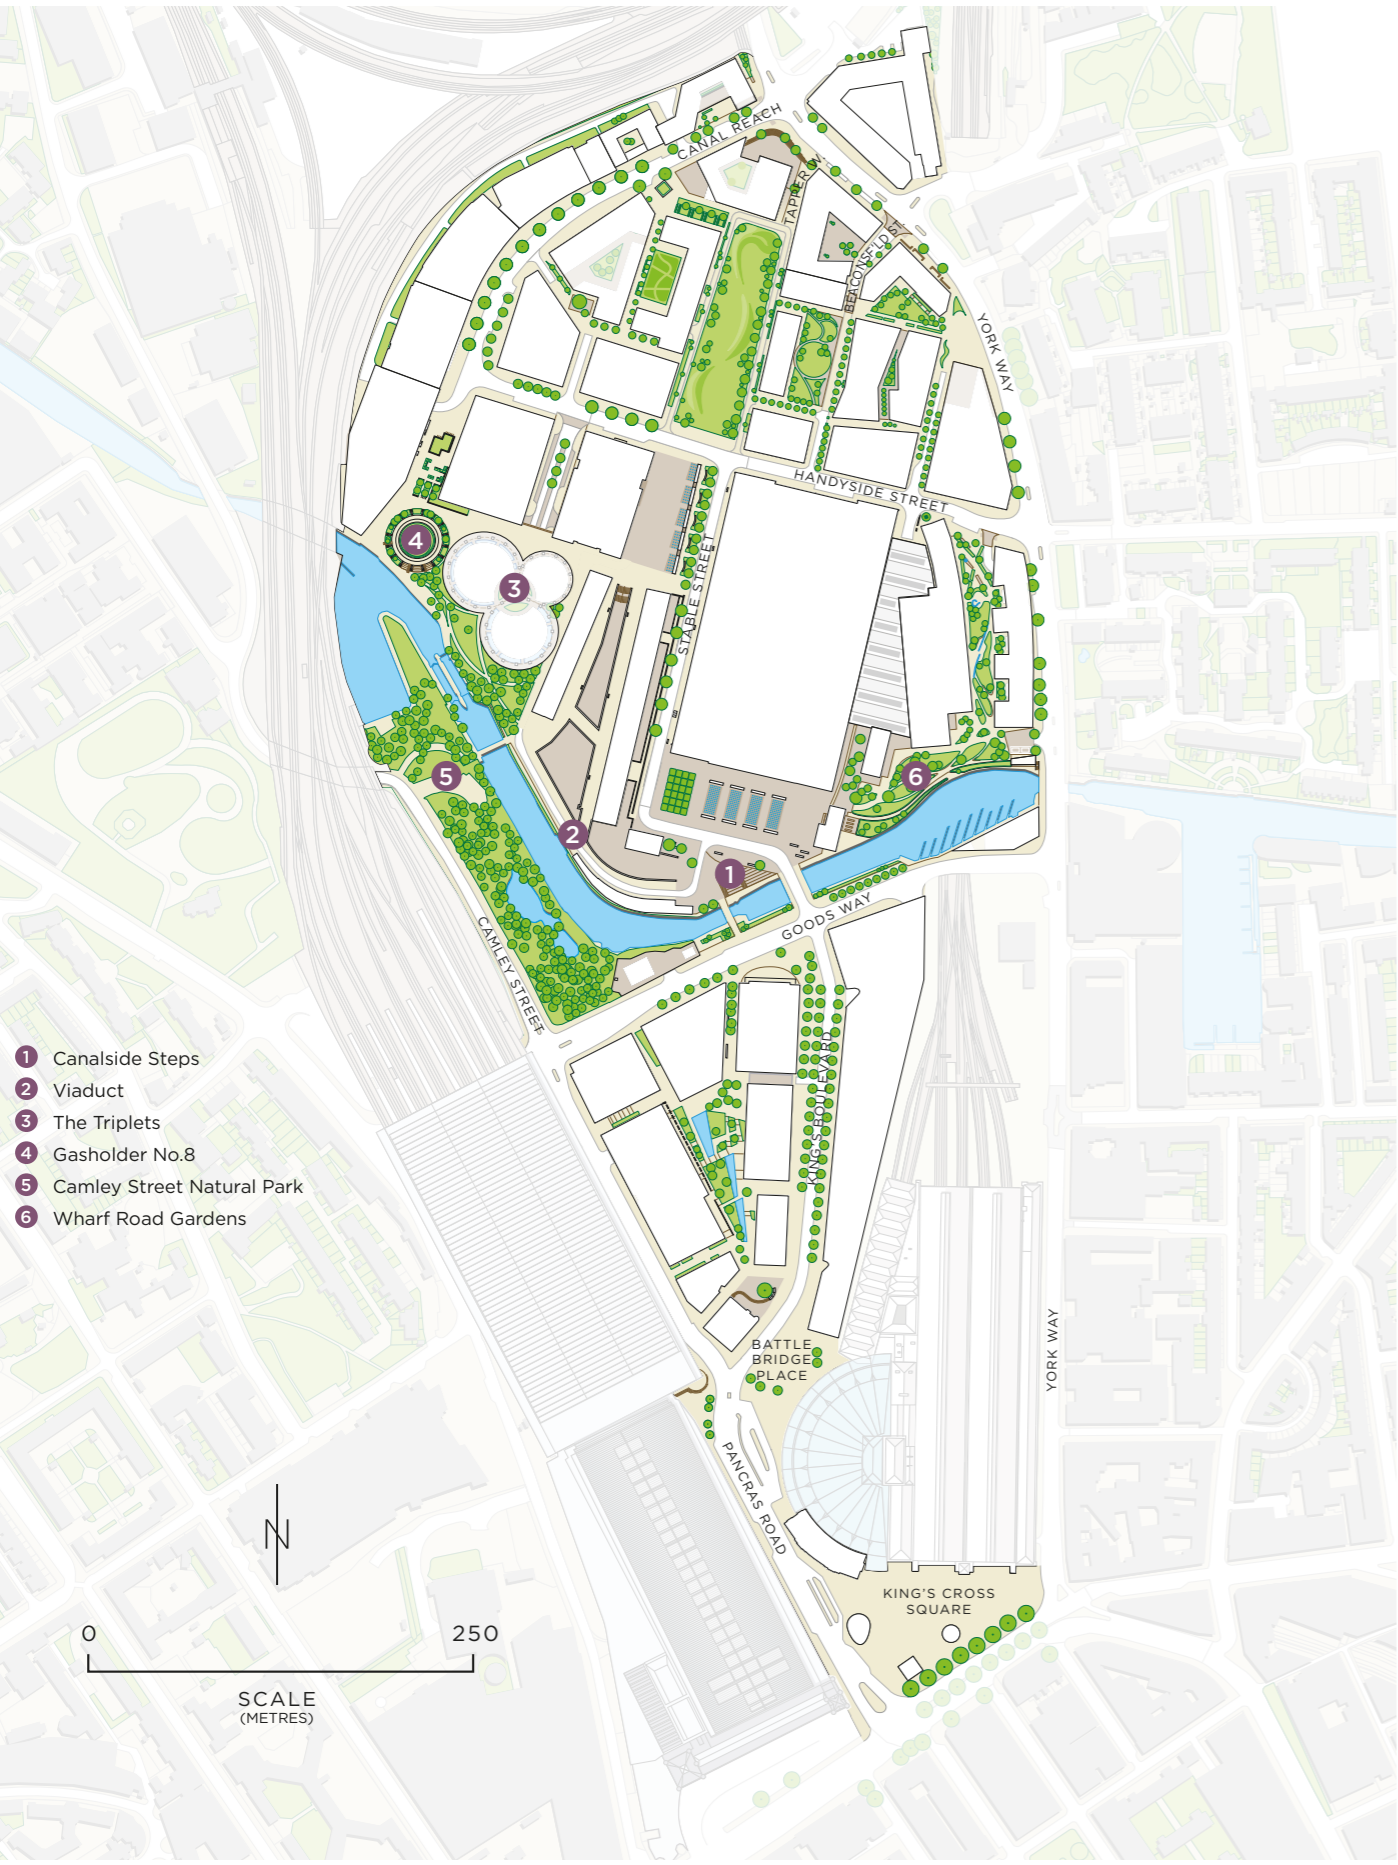 CANAL REACH
TAPPER W.
BEACONSFLD ST
YORK WAY
HANDYSIDE STREET
STABLE STREET
4
3
5
6
2
1
GOODS WAY
CAMLEY STREET
KING'S BOULEVARD
1 Canalside Steps
2 Viaduct
3 The Triplets
4 Gasholder No.8
5 Camley Street Natural Park
6 Wharf Road Gardens
BATTLE
BRIDGE
PLACE
YORK WAY
PANCRAS ROAD
N
KING'S CROSS
SQUARE
0 250
SCALE
(METRES)